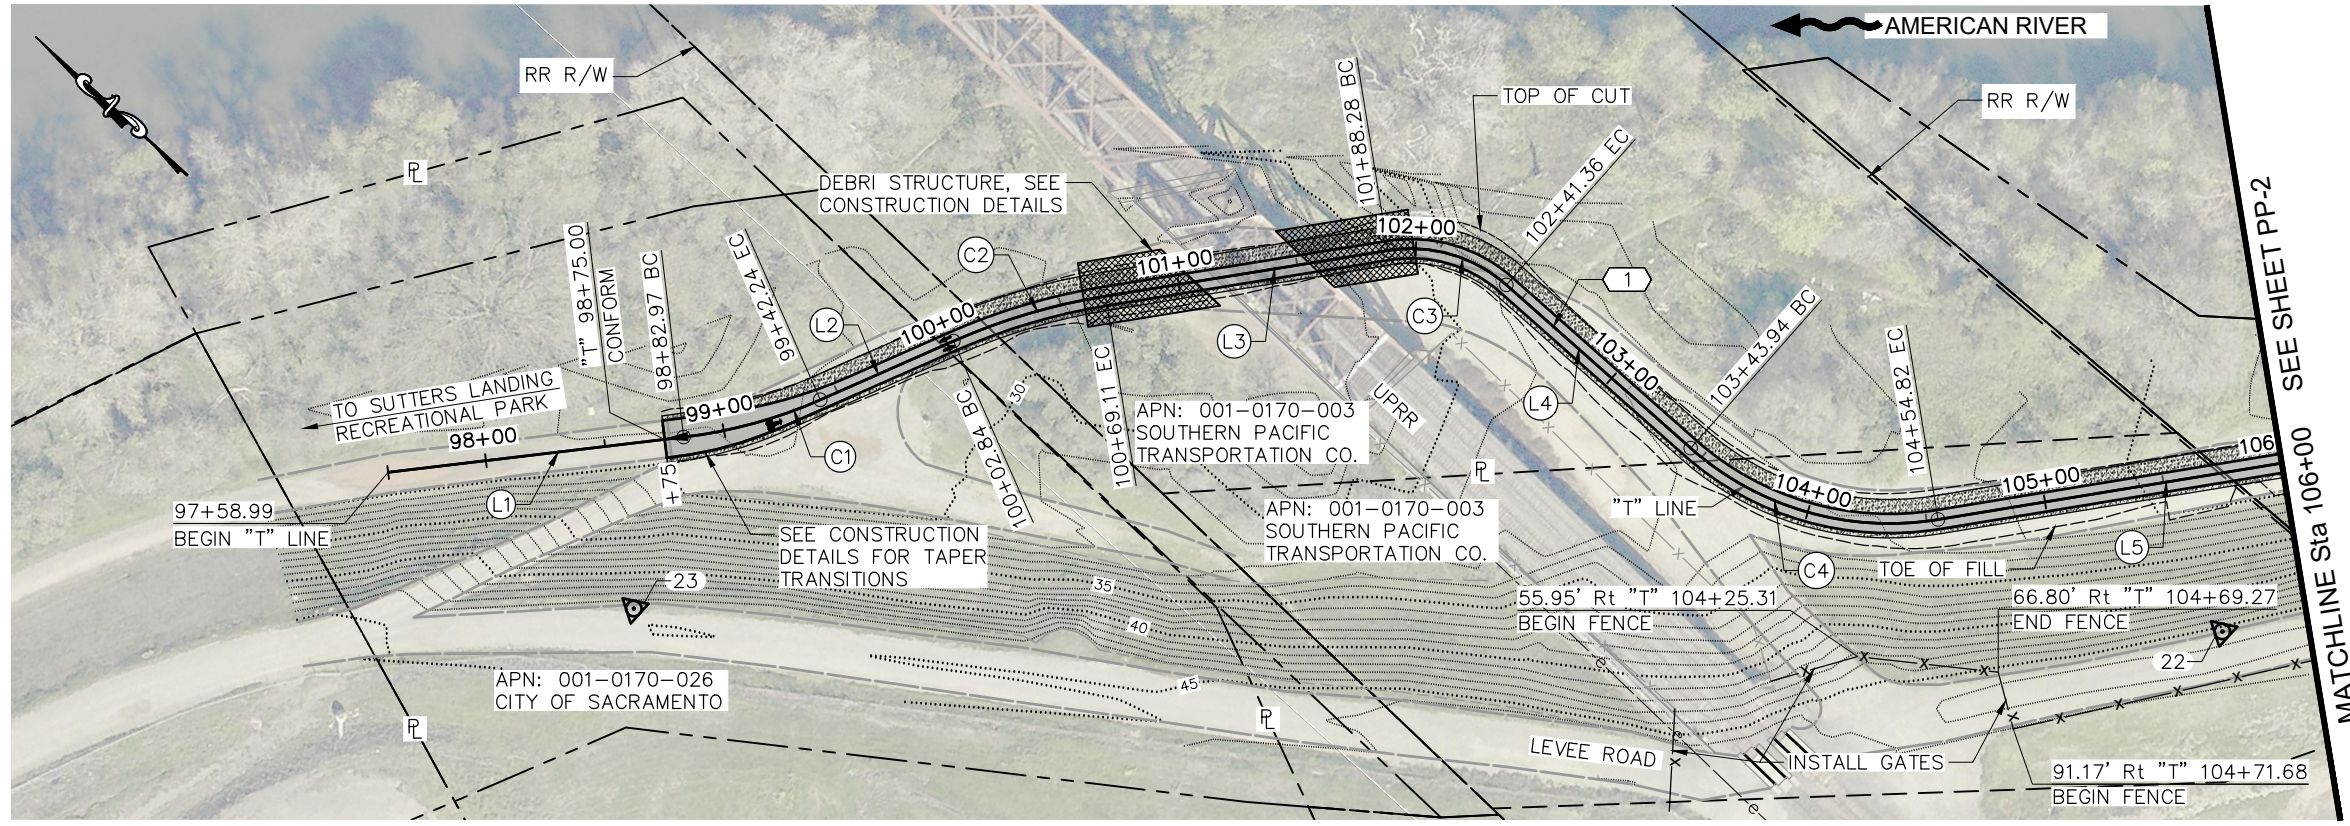 AMERICAN RIVER
RR R/W
TOP OF CUT
RR R/W
101+88.28 BC
102+41.36 EC
PL
DEBRI STRUCTURE, SEE
CONSTRUCTION DETAILS
"T" 98+75.00
CONFORM
98+82.97 BC
99+42.24 EC
C2
101+00
102+00
1
L2
100+00
C3
L3
103+00
103+43.94 BC
104+54.82 EC
SEE SHEET PP-2
MATCHLINE Sta 106+00
TO SUTTERS LANDING
RECREATIONAL PARK
98+00
99+00
30
100+02.84 BC
100+69.11 EC
APN: 001-0170-003
SOUTHERN PACIFIC
TRANSPORTATION CO.
UPRR
L4
106
C1
+75
PL
L1
104+00
105+00
97+58.99
BEGIN "T" LINE
SEE CONSTRUCTION
DETAILS FOR TAPER
TRANSITIONS
APN: 001-0170-003
SOUTHERN PACIFIC
TRANSPORTATION CO.
"T" LINE
L5
C4
TOE OF FILL
23
35
40
55.95' Rt "T" 104+25.31
BEGIN FENCE
66.80' Rt "T" 104+69.27
END FENCE
22
APN: 001-0170-026
CITY OF SACRAMENTO
45
PL
PL
LEVEE ROAD
INSTALL GATES
91.17' Rt "T" 104+71.68
BEGIN FENCE